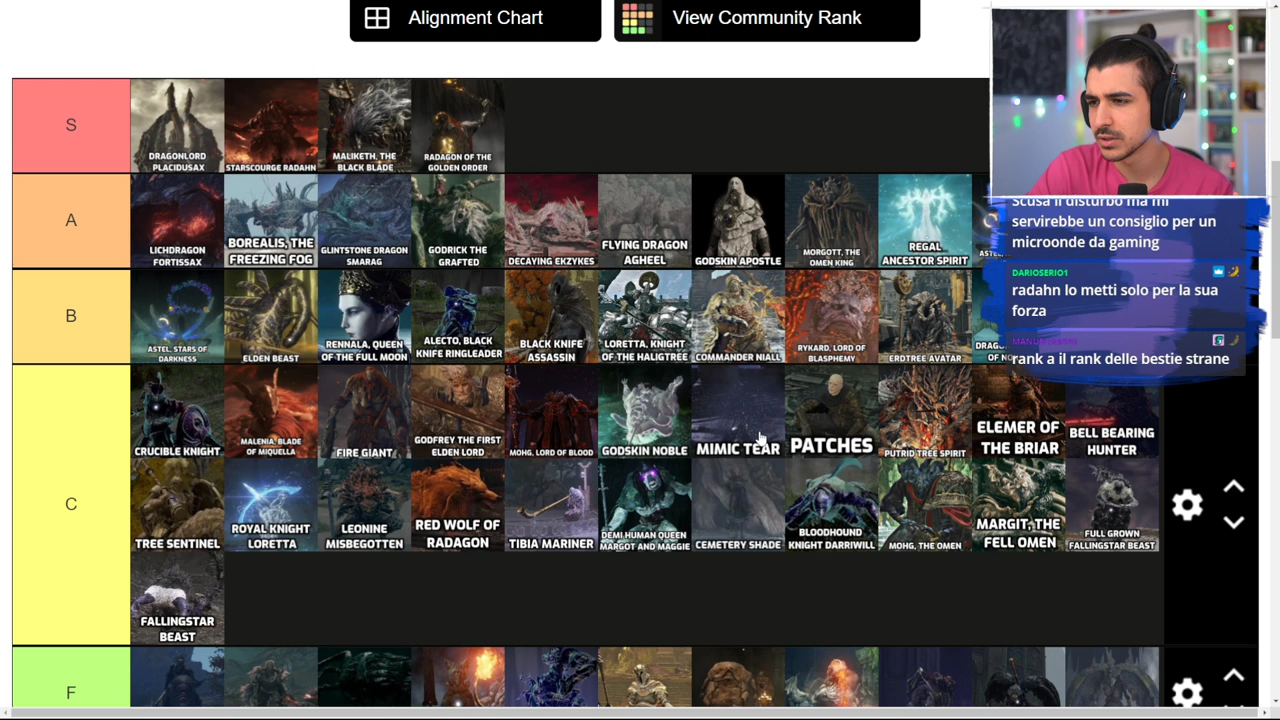 Alignment Chart
View Community Rank
S
DRAGONLORD
PLACIDUSAX
STARSCOURGE RADAHN
MALIKETH, THE
BLACK BLADE
RADAGON OF THE
GOLDEN ORDER
A
LICHDRAGON
FORTISSAX
BOREALIS, THE
FREEZING FOG
GLINTSTONE DRAGON
SMARAG
GODRICK THE
GRAFTED
DECAYING EKZYKES
FLYING DRAGON
AGHEEL
GODSKIN APOSTLE
MORGOTT, THE
OMEN KING
REGAL
ANCESTOR SPIRIT
B
ASTEL, STARS OF
DARKNESS
ELDEN BEAST
RENNALA, QUEEN
OF THE FULL MOON
ALECTO, BLACK
KNIFE RINGLEADER
BLACK KNIFE
ASSASSIN
LORETTA, KNIGHT
OF THE HALIGTREE
COMMANDER NIALL
RYKARD, LORD OF
BLASPHEMY
ERDTREE AVATAR
C
CRUCIBLE KNIGHT
MALENIA, BLADE
OF MIQUELLA
FIRE GIANT
GODFREY THE FIRST
ELDEN LORD
MOHG, LORD OF BLOOD
GODSKIN NOBLE
MIMIC TEAR
PATCHES
PUTRID TREE SPIRIT
ELEMER OF
THE BRIAR
BELL BEARING
HUNTER
TREE SENTINEL
ROYAL KNIGHT
LORETTA
LEONINE
MISBEGOTTEN
RED WOLF OF
RADAGON
TIBIA MARINER
DEMI HUMAN QUEEN
MARGOT AND MAGGIE
CEMETERY SHADE
BLOODHOUND
KNIGHT DARRIWILL
MOHG, THE OMEN
MARGIT, THE
FELL OMEN
FULL GROWN
FALLINGSTAR BEAST
FALLINGSTAR
BEAST
F
Scusa il disturbo ma mi
servirebbe un consiglio per un
microonde da gaming
DARIOSERIO1
radahn lo metti solo per la sua
forza
rank a il rank delle bestie strane